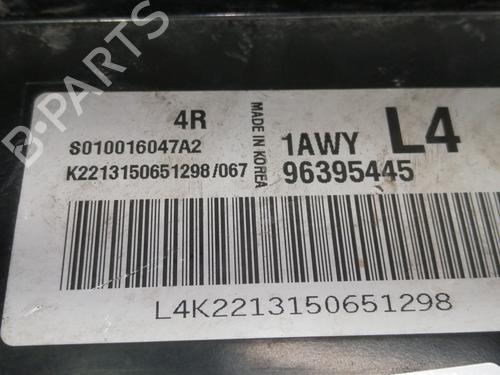 4R
S010016047A2
K2213150651298/067
MADE IN KOREA
1AWY L4
96395445
L4K2213150651298
B-PARTS